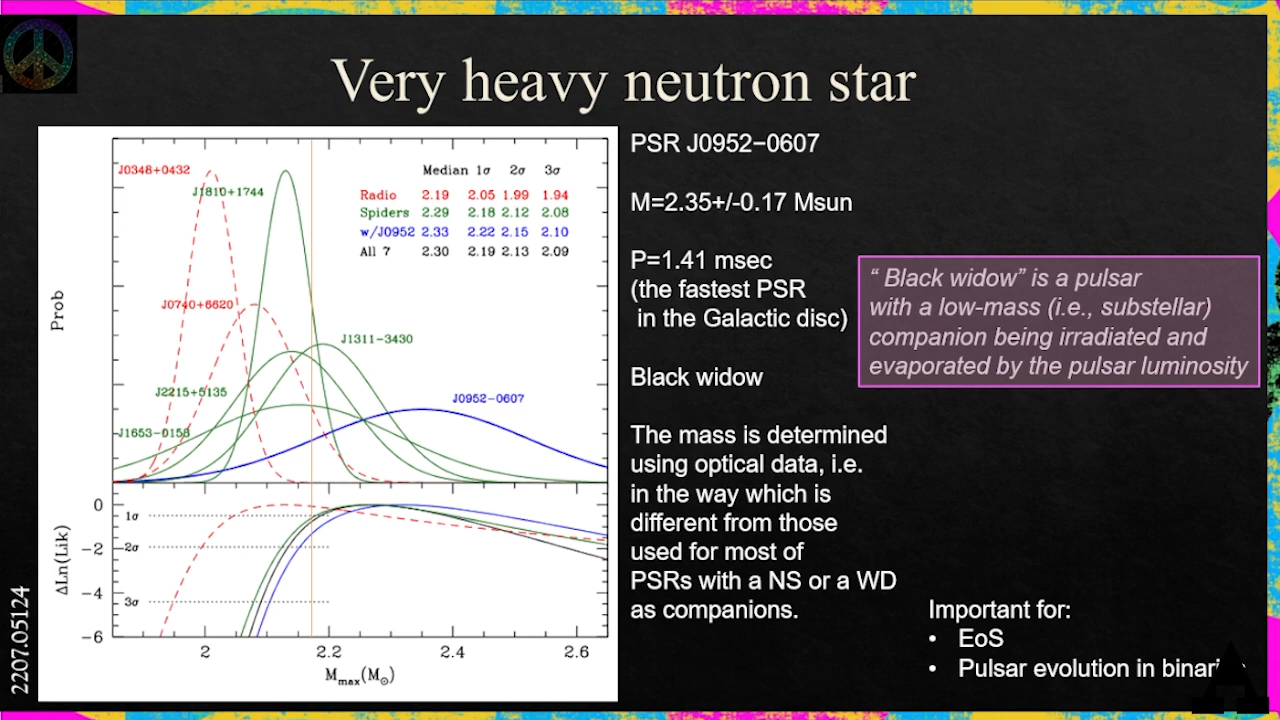 Very heavy neutron star
J0348+0432
J1810+1744
J0740+6620
J2215+5135
J1653-0158
J1311-3430
J0952-0607
Median 1σ 2σ 3σ
Radio 2.19 2.05 1.99 1.94
Spiders 2.29 2.18 2.12 2.08
w/J0952 2.33 2.22 2.15 2.10
All 7 2.30 2.19 2.13 2.09
Prob
ΔLn(Lik)
0
−2
−4
−6
1σ
2σ
3σ
2 2.2 2.4 2.6
Mmax(M⊙)
2207.05124
PSR J0952−0607
M=2.35+/-0.17 Msun
P=1.41 msec
(the fastest PSR
in the Galactic disc)
Black widow
The mass is determined
using optical data, i.e.
in the way which is
different from those
used for most of
PSRs with a NS or a WD
as companions.
“ Black widow” is a pulsar
with a low-mass (i.e., substellar)
companion being irradiated and
evaporated by the pulsar luminosity
Important for:
• EoS
• Pulsar evolution in